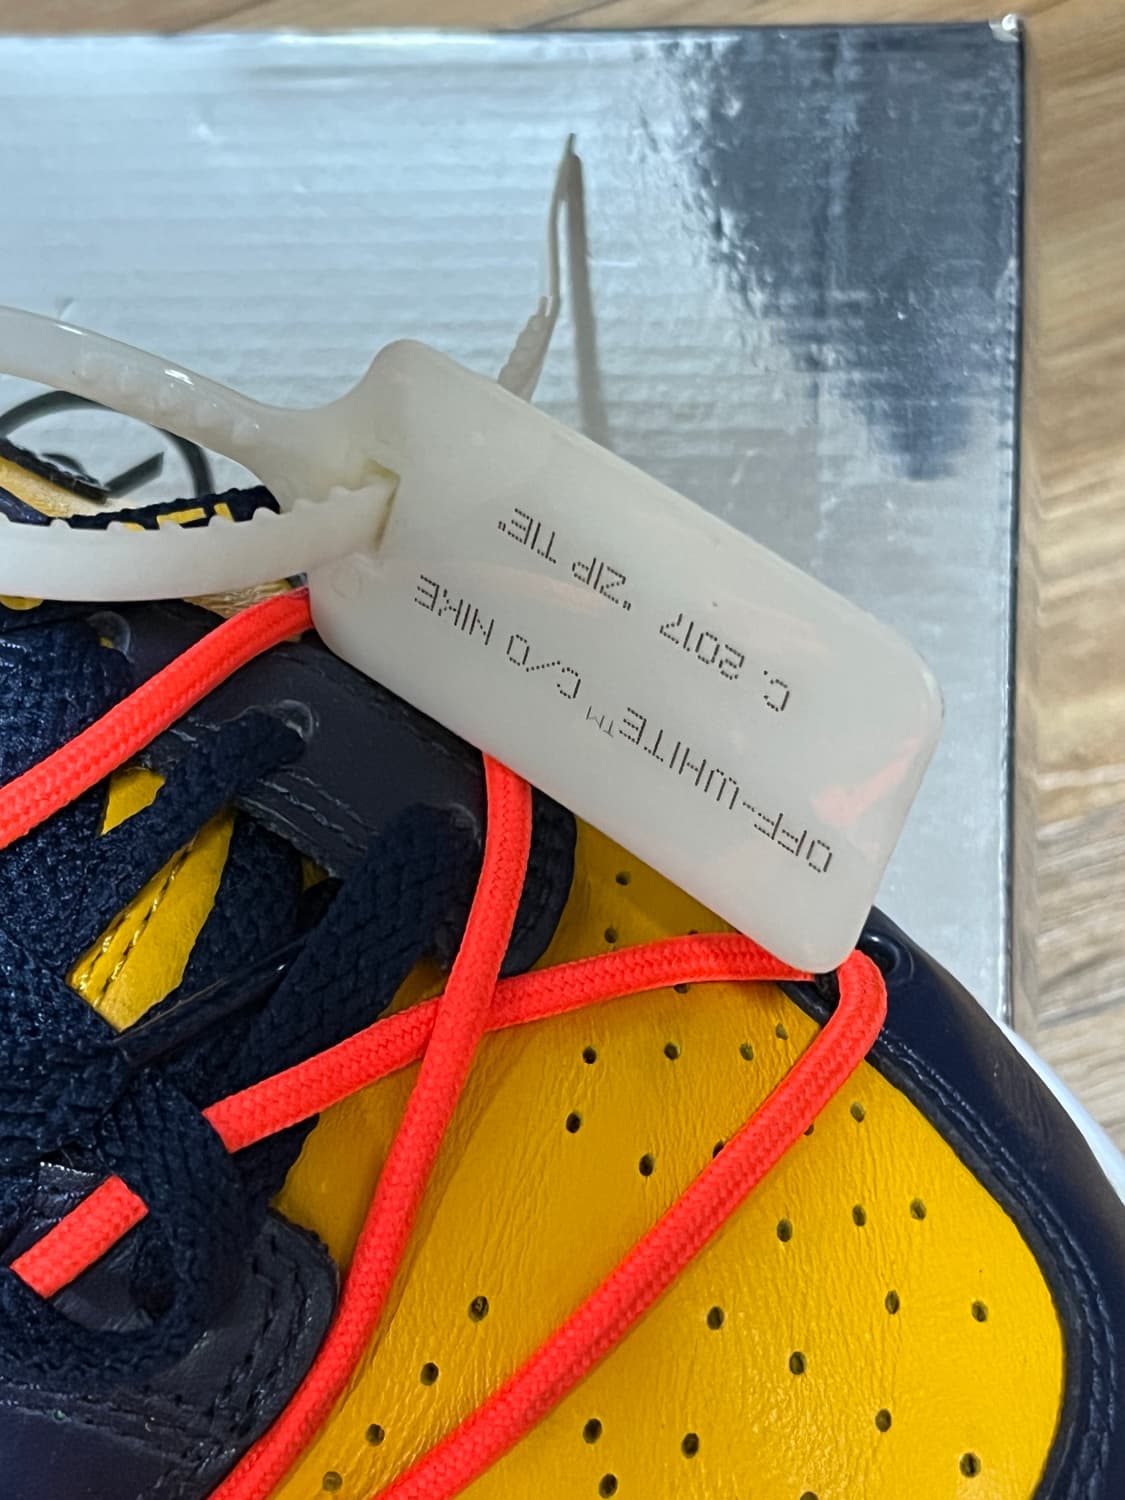 OFF-WHITE™ C/O NIKE
C. 2017 "ZIP TIE"